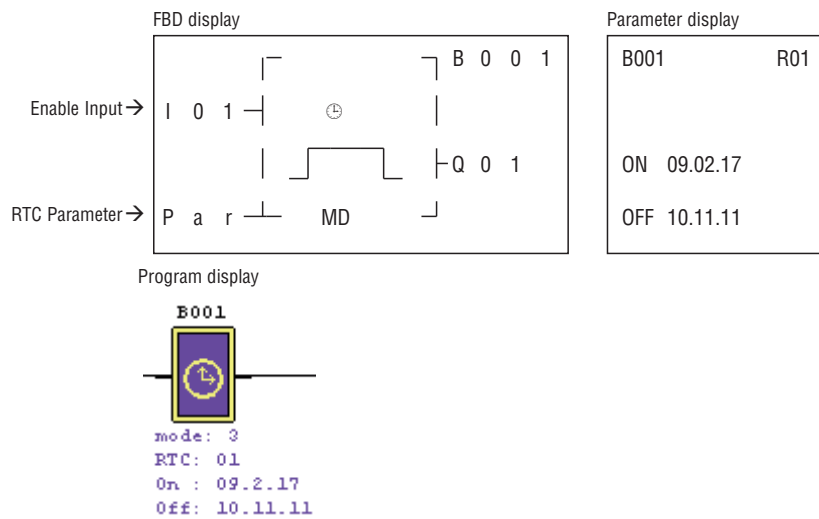 FBD display
B 0 0 1
Enable Input→ I 0 1
Q 0 1
RTC Parameter→ P a r MD
Parameter display
B001 R01
ON 09.02.17
OFF 10.11.11
Program display
B001
mode: 3
RTC: 01
On : 09.2.17
Off: 10.11.11